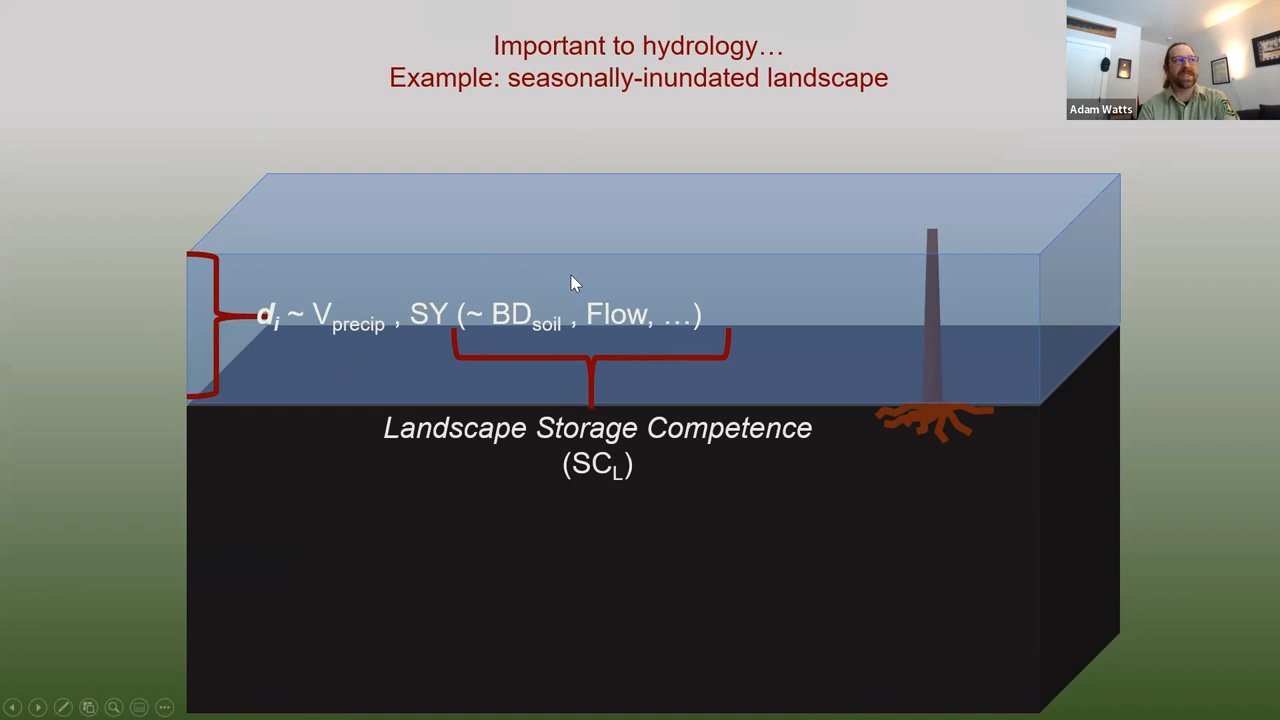 Important to hydrology…
Example: seasonally-inundated landscape
Adam Watts
di ~ Vprecip , SY (~ BDsoil , Flow, …)
Landscape Storage Competence
(SCL)